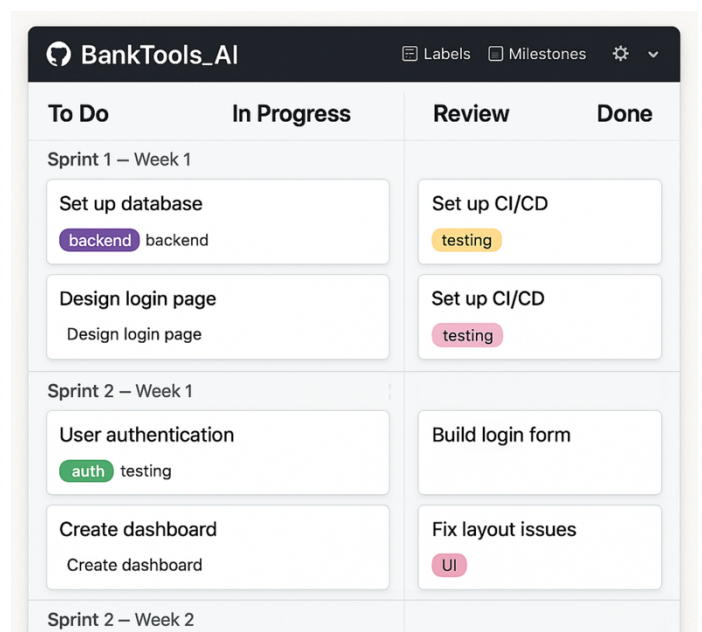 BankTools_AI Labels Milestones
To Do In Progress Review Done
Sprint 1 – Week 1
Set up database
backend backend
Design login page
Design login page
Set up CI/CD
testing
Set up CI/CD
testing
Sprint 2 – Week 1
User authentication
auth testing
Create dashboard
Create dashboard
Build login form
Fix layout issues
UI
Sprint 2 – Week 2